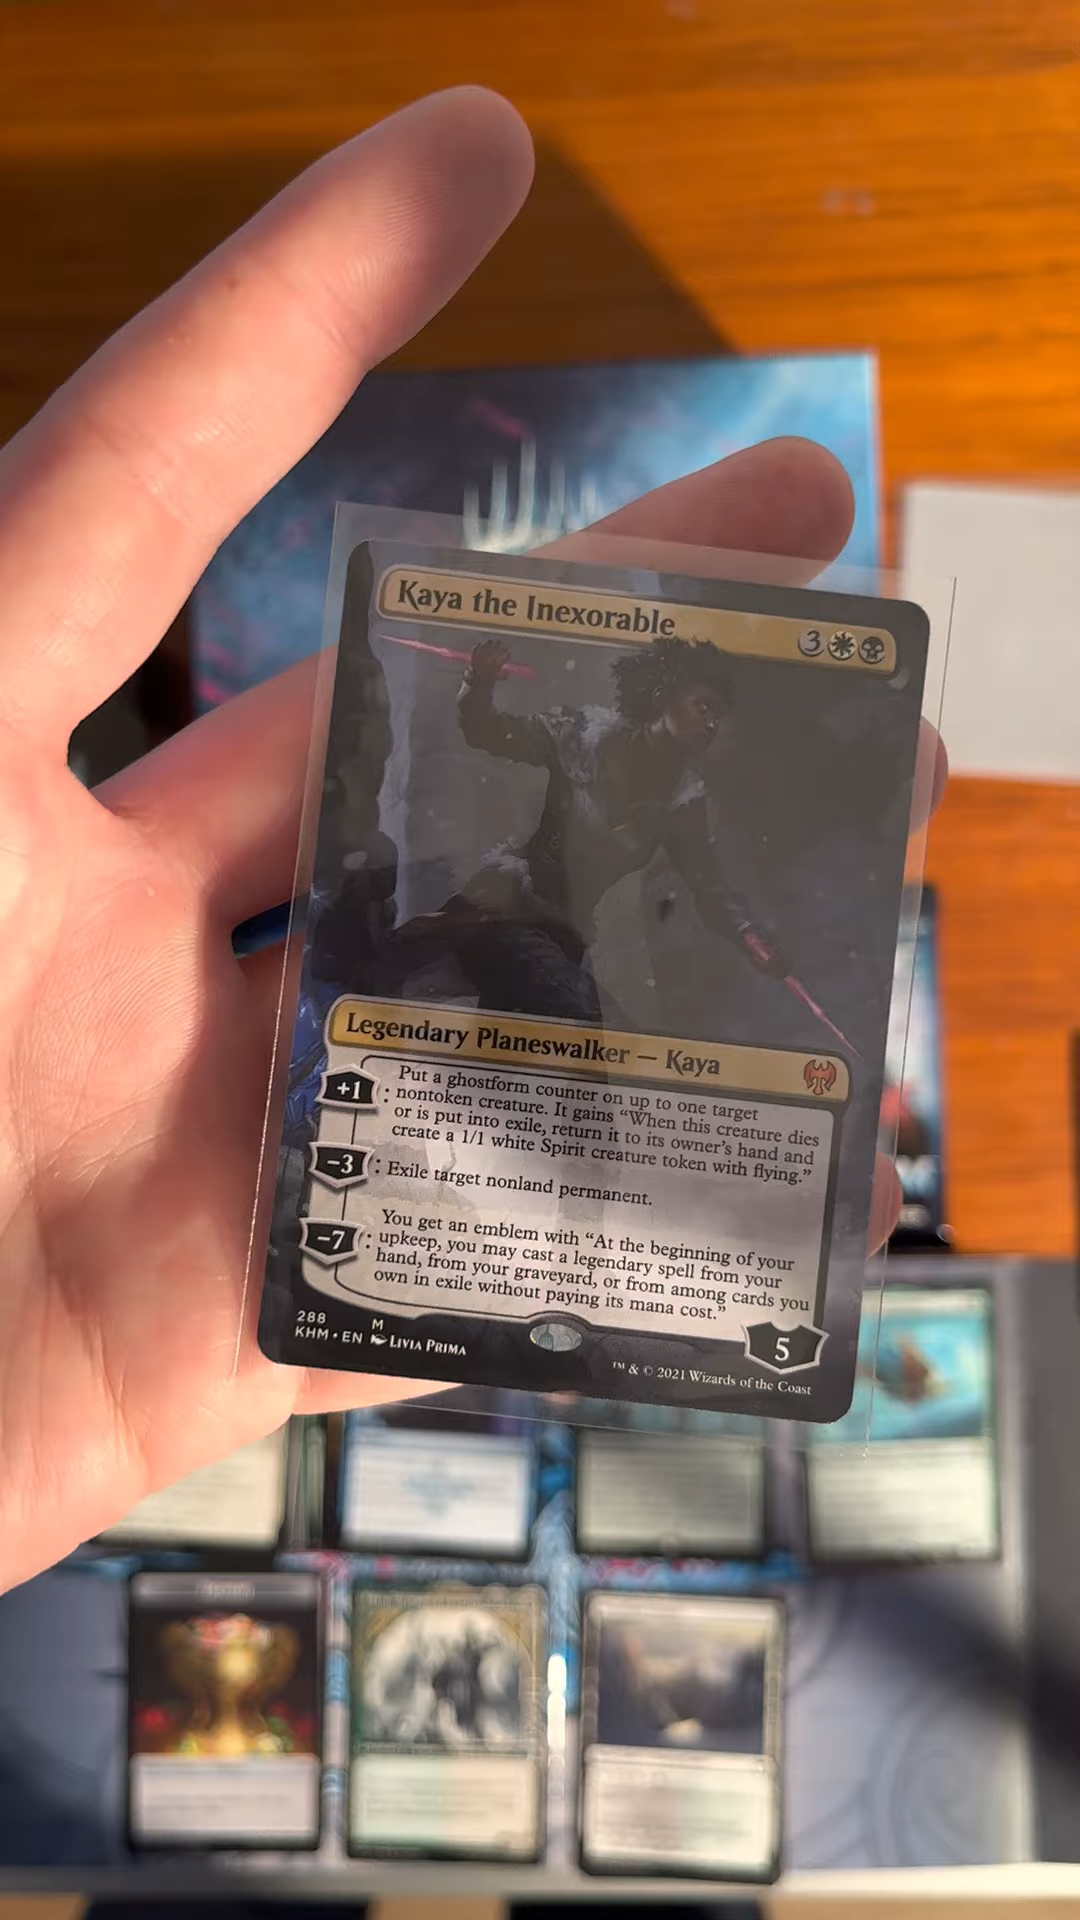 Kaya the Inexorable
3
Legendary Planeswalker — Kaya
+1
: Put a ghostform counter on up to one target
nontoken creature. It gains “When this creature dies
or is put into exile, return it to its owner's hand and
create a 1/1 white Spirit creature token with flying.”
−3
: Exile target nonland permanent.
−7
: You get an emblem with “At the beginning of your
upkeep, you may cast a legendary spell from your
hand, from your graveyard, or from among cards you
own in exile without paying its mana cost.”
288 M
KHM • EN LIVIA PRIMA
5
™ & © 2021 Wizards of the Coast